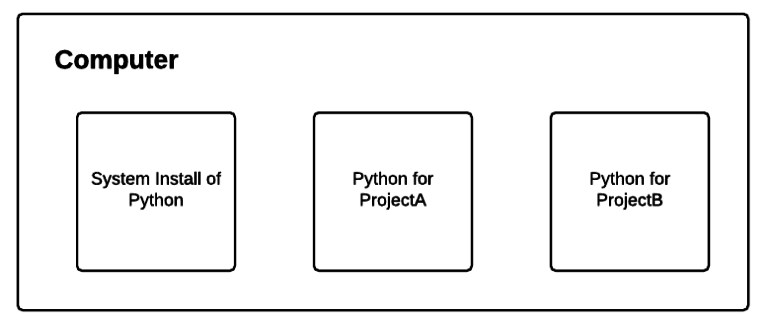 Computer
System Install of
Python
Python for
ProjectA
Python for
ProjectB